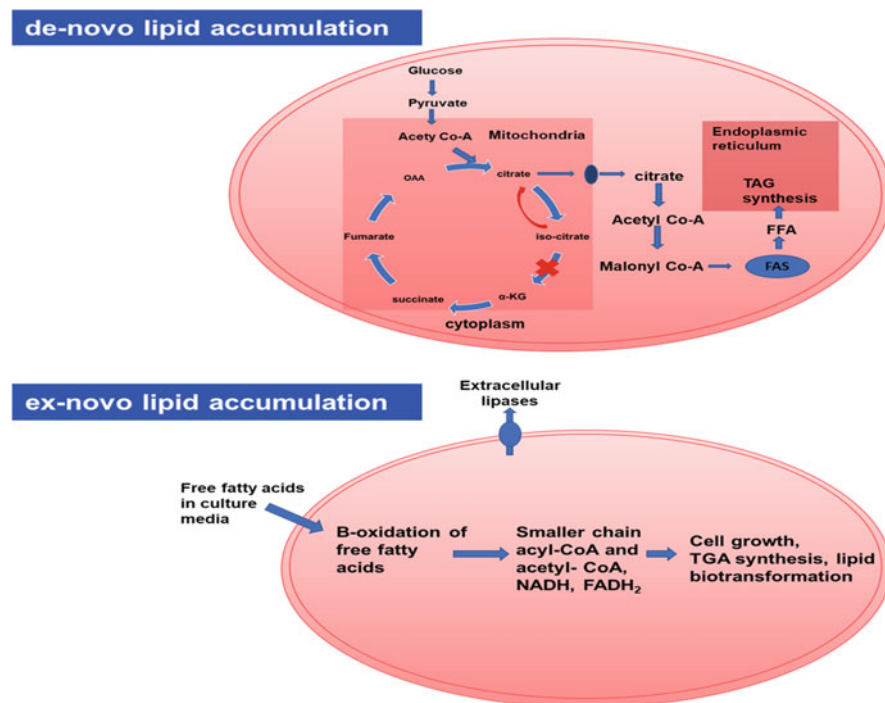 de-novo lipid accumulation
Glucose
Pyruvate
Acety Co-A
Mitochondria
OAA
citrate
Fumarate
iso-citrate
succinate
α-KG
cytoplasm
citrate
Acetyl Co-A
Malonyl Co-A
FAS
FFA
Endoplasmic
reticulum
TAG
synthesis
ex-novo lipid accumulation
Extracellular
lipases
Free fatty acids
in culture
media
B-oxidation of
free fatty
acids
Smaller chain
acyl-CoA and
acetyl- CoA,
NADH, FADH₂
Cell growth,
TGA synthesis, lipid
biotransformation